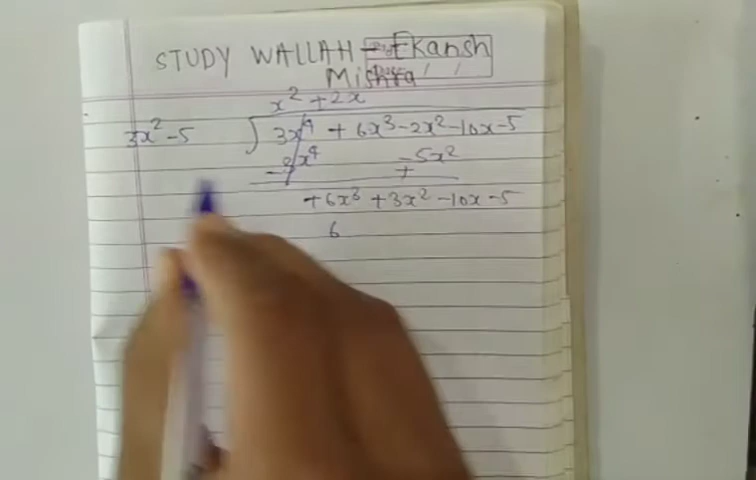 STUDY WALLAH - Ekansh
Mishra
x² + 2x
3x² - 5 ) 3x⁴ + 6x³ - 2x² - 10x - 5
- 3x⁴ - 5x²
+
+ 6x³ + 3x² - 10x - 5
6